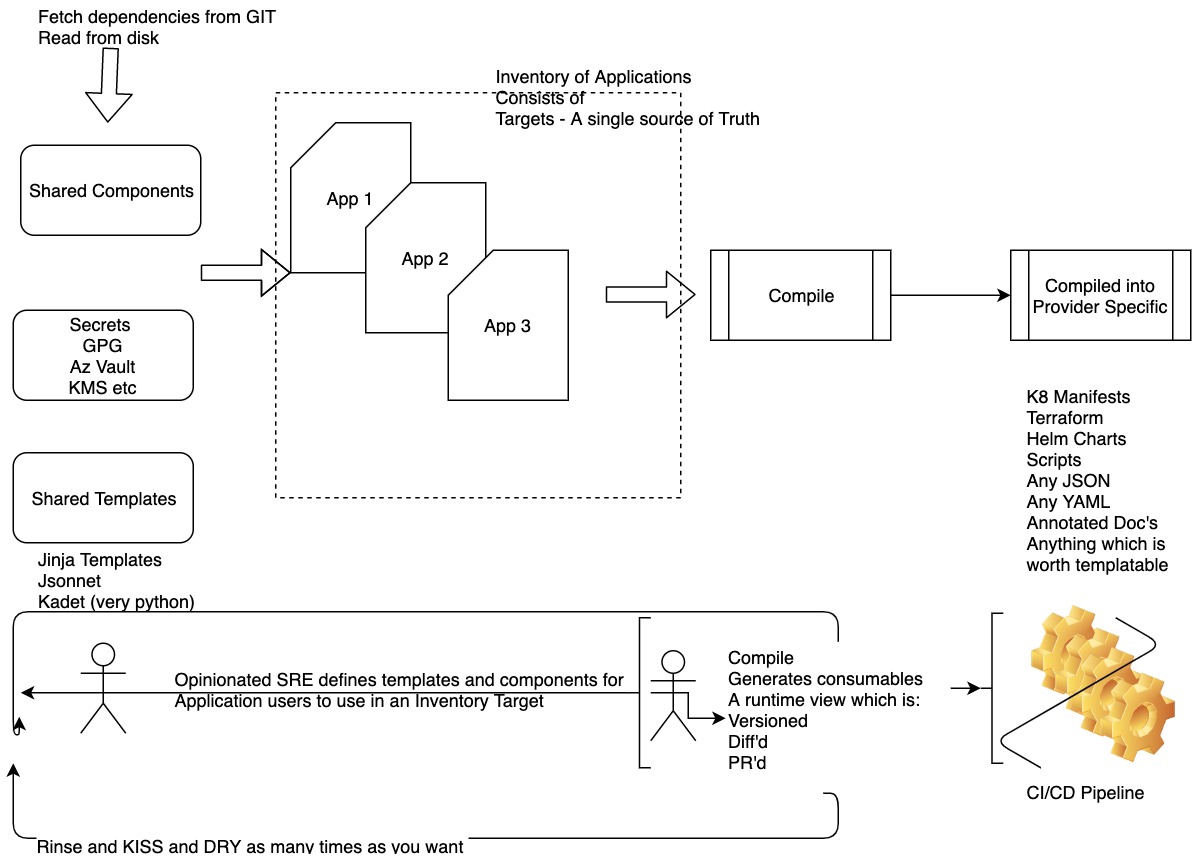 Fetch dependencies from GIT
Read from disk
Inventory of Applications
Consists of
Targets - A single source of Truth
Shared Components
App 1
App 2
App 3
Compile
Compiled into
Provider Specific
Secrets
GPG
Az Vault
KMS etc
Shared Templates
Jinja Templates
Jsonnet
Kadet (very python)
K8 Manifests
Terraform
Helm Charts
Scripts
Any JSON
Any YAML
Annotated Doc's
Anything which is
worth templatable
Opinionated SRE defines templates and components for
Application users to use in an Inventory Target
Compile
Generates consumables
A runtime view which is:
Versioned
Diff'd
PR'd
CI/CD Pipeline
Rinse and KISS and DRY as many times as you want